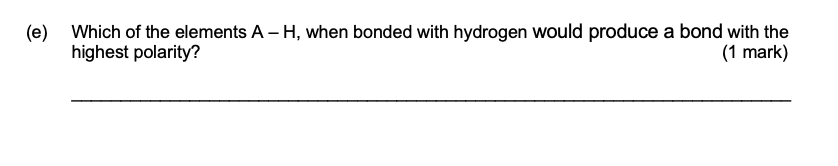 (e) Which of the elements A – H, when bonded with hydrogen would produce a bond with the
highest polarity? (1 mark)